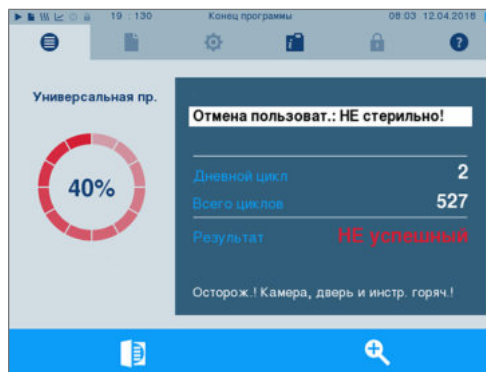 19 : 130 Конец программы 08:03 12.04.2018
Универсальная пр.
Отмена пользоват.: НЕ стерильно!
40%
Дневной цикл 2
Всего циклов 527
Результат НЕ успешный
Осторож.! Камера, дверь и инстр. горяч.!